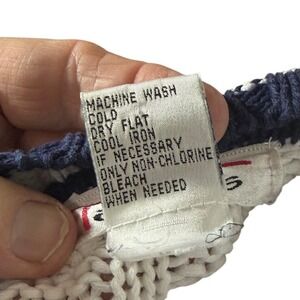 MACHINE WASH
COLD
DRY FLAT
COOL IRON
IF NECESSARY
ONLY NON-CHLORINE
BLEACH
WHEN NEEDED